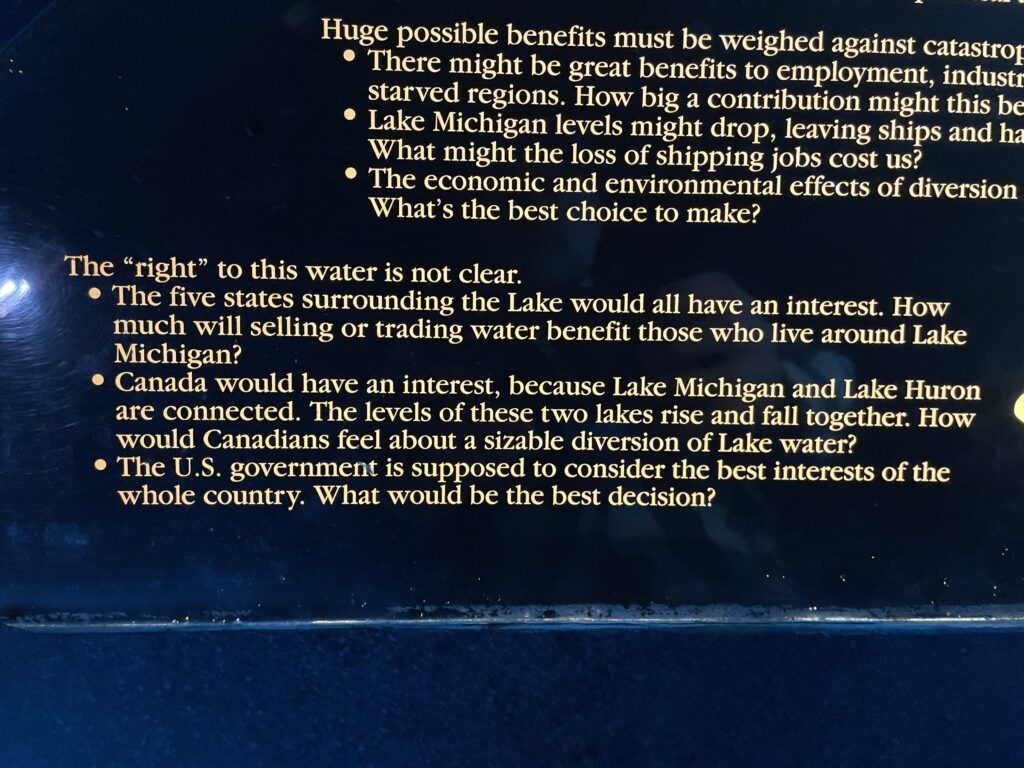 Huge possible benefits must be weighed against
• There might be great benefits to employment,
starved regions. How big a contribution might this be
• Lake Michigan levels might drop, leaving ships and
What might the loss of shipping jobs cost us?
• The economic and environmental effects of diversion
What's the best choice to make?
The “right” to this water is not clear.
• The five states surrounding the Lake would all have an interest. How
much will selling or trading water benefit those who live around Lake
Michigan?
• Canada would have an interest, because Lake Michigan and Lake Huron
are connected. The levels of these two lakes rise and fall together. How
would Canadians feel about a sizable diversion of Lake water?
• The U.S. government is supposed to consider the best interests of the
whole country. What would be the best decision?